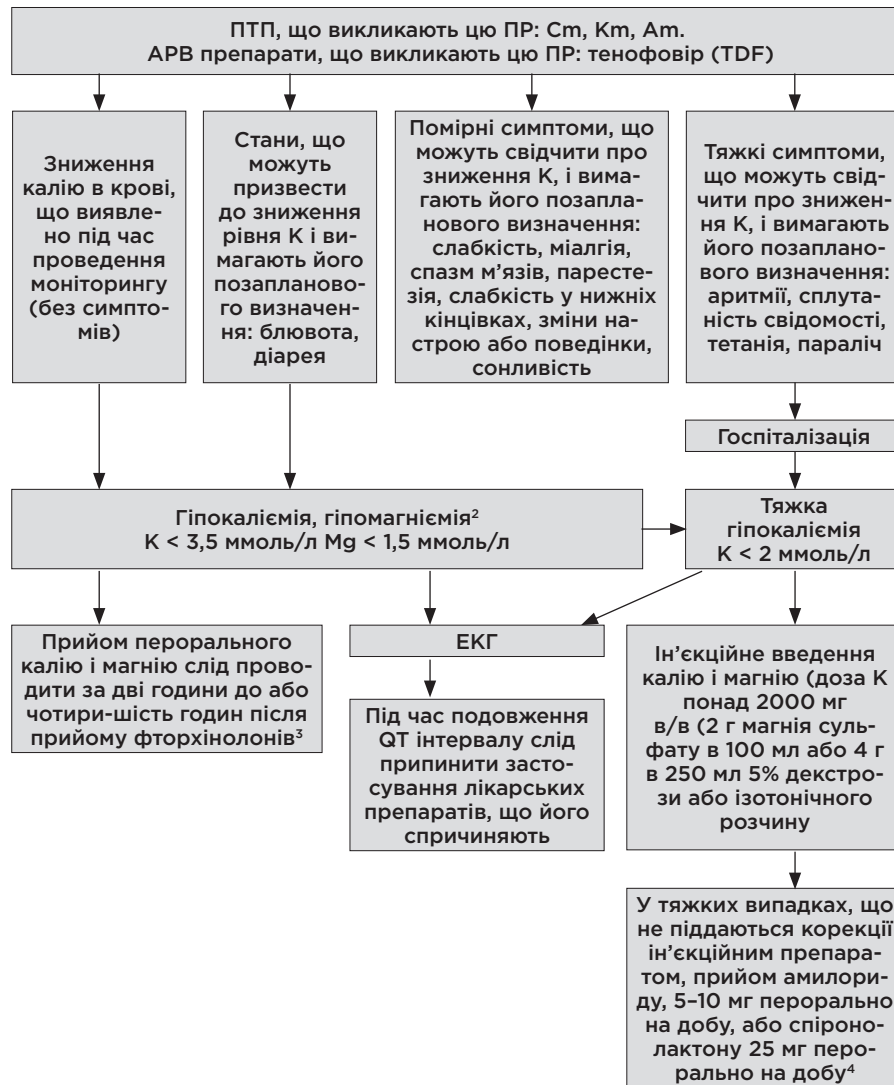 ПТП, що викликають цю ПР: Cm, Km, Am.
АРВ препарати, що викликають цю ПР: тенофовір (TDF)
Зниження
калію в крові,
що виявле-
но під час
проведення
моніторингу
(без симпто-
мів)
Стани, що
можуть
призвести
до зниження
рівня К і ви-
магають його
позапланово-
го визначен-
ня: блювота,
діарея
Помірні симптоми, що
можуть свідчити про
зниження К, і вима-
гають його позапла-
нового визначення:
слабкість, міалгія,
спазм м’язів, паресте-
зія, слабкість у нижніх
кінцівках, зміни на-
строю або поведінки,
сонливість
Тяжкі симптоми,
що можуть свід-
чити про знижен-
ня К, і вимагають
його позаплано-
вого визначення:
аритмії, сплута-
ність свідомості,
тетанія, параліч
Госпіталізація
Гіпокаліємія, гіпомагніємія²
K < 3,5 ммоль/л Mg < 1,5 ммоль/л
Тяжка
гіпокаліємія
K < 2 ммоль/л
Прийом перорального
калію і магнію слід прово-
дити за дві години до або
чотири-шість годин після
прийому фторхінолонів³
ЕКГ
Під час подовження
QT інтервалу слід
припинити засто-
сування лікарських
препаратів, що його
спричиняють
Ін’єкційне введення
калію і магнію (доза К
понад 2000 мг
в/в (2 г магнія суль-
фату в 100 мл або 4 г
в 250 мл 5% декстро-
зи або ізотонічного
розчину
У тяжких випадках, що
не піддаються корекції
ін’єкційним препара-
том, прийом амилори-
ду, 5–10 мг перорально
на добу, або спіроно-
лактону 25 мг перо-
рально на добу⁴